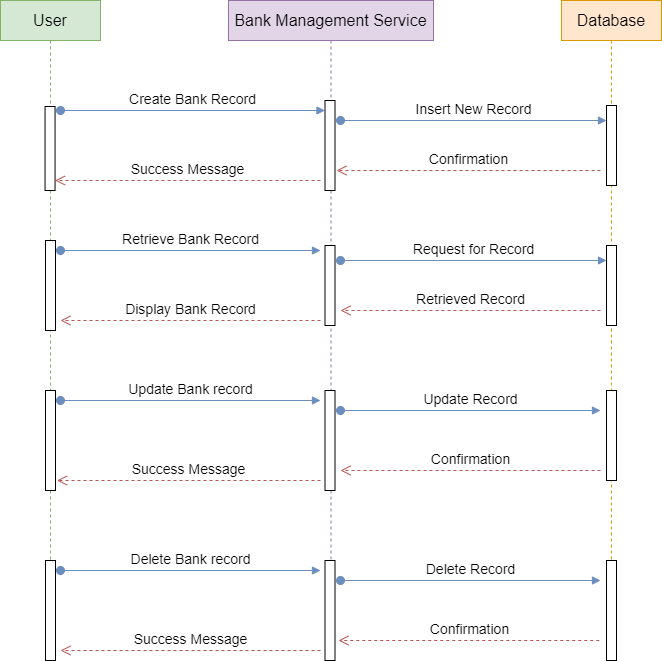 User
Bank Management Service
Database
Create Bank Record
Insert New Record
Confirmation
Success Message
Retrieve Bank Record
Request for Record
Retrieved Record
Display Bank Record
Update Bank record
Update Record
Confirmation
Success Message
Delete Bank record
Delete Record
Confirmation
Success Message